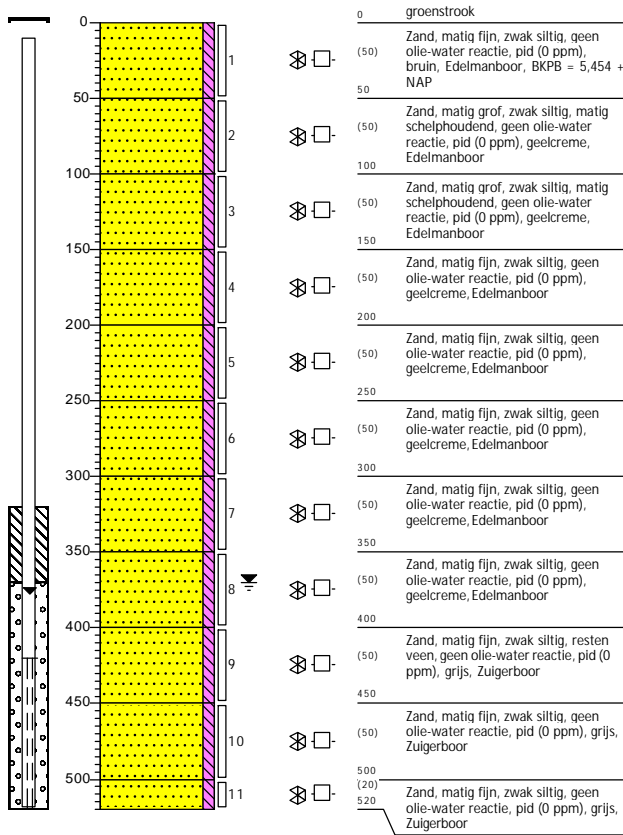 0
50
100
150
200
250
300
350
400
450
500
1
2
3
4
5
6
7
8
9
10
11
0
groenstrook
(50)
Zand, matig fijn, zwak siltig, geen
olie-water reactie, pid (0 ppm),
bruin, Edelmanboor, BKPB = 5,454 +
NAP
50
(50)
Zand, matig grof, zwak siltig, matig
schelphoudend, geen olie-water
reactie, pid (0 ppm), geelcreme,
Edelmanboor
100
(50)
Zand, matig grof, zwak siltig, matig
schelphoudend, geen olie-water
reactie, pid (0 ppm), geelcreme,
Edelmanboor
150
(50)
Zand, matig fijn, zwak siltig, geen
olie-water reactie, pid (0 ppm),
geelcreme, Edelmanboor
200
(50)
Zand, matig fijn, zwak siltig, geen
olie-water reactie, pid (0 ppm),
geelcreme, Edelmanboor
250
(50)
Zand, matig fijn, zwak siltig, geen
olie-water reactie, pid (0 ppm),
geelcreme, Edelmanboor
300
(50)
Zand, matig fijn, zwak siltig, geen
olie-water reactie, pid (0 ppm),
geelcreme, Edelmanboor
350
(50)
Zand, matig fijn, zwak siltig, geen
olie-water reactie, pid (0 ppm),
geelcreme, Edelmanboor
400
(50)
Zand, matig fijn, zwak siltig, resten
veen, geen olie-water reactie, pid (0
ppm), grijs, Zuigerboor
450
(50)
Zand, matig fijn, zwak siltig, geen
olie-water reactie, pid (0 ppm), grijs,
Zuigerboor
500
(20)
520
Zand, matig fijn, zwak siltig, geen
olie-water reactie, pid (0 ppm), grijs,
Zuigerboor